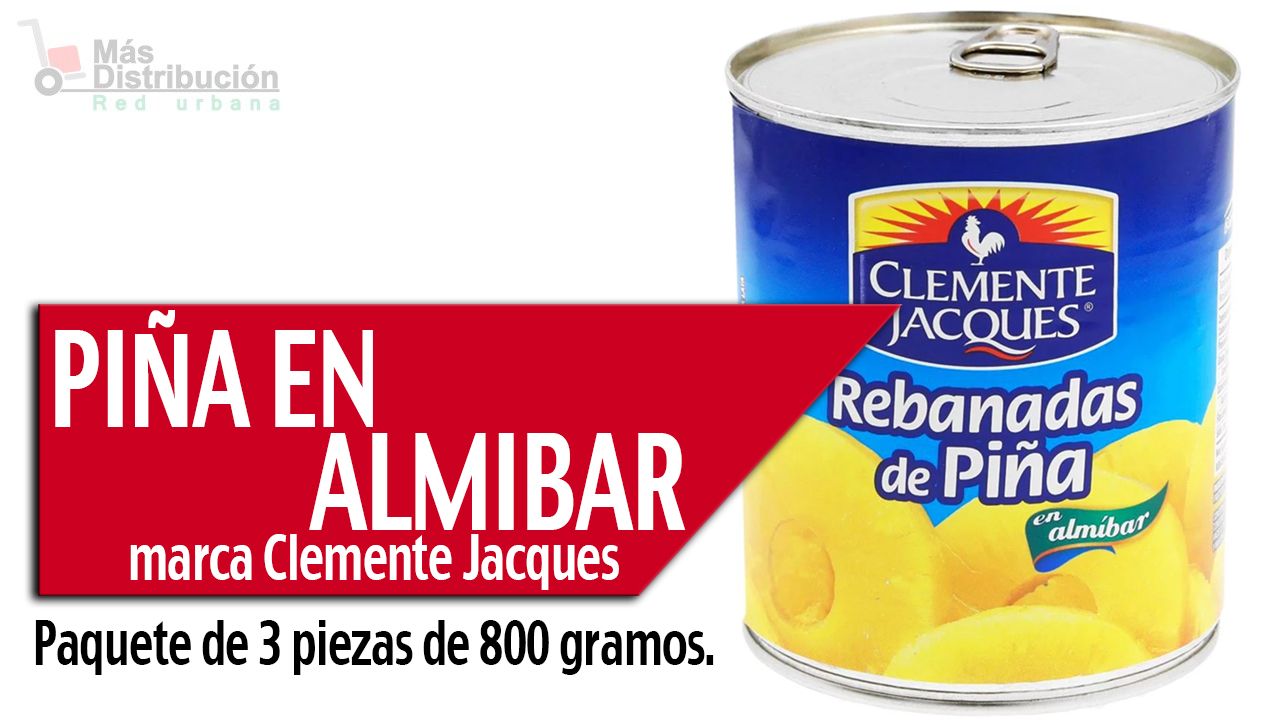 Más
Distribución
Red urbana
CLEMENTE
JACQUES®
Rebanadas
de Piña
en almíbar
PIÑA EN
ALMIBAR
marca Clemente Jacques
Paquete de 3 piezas de 800 gramos.